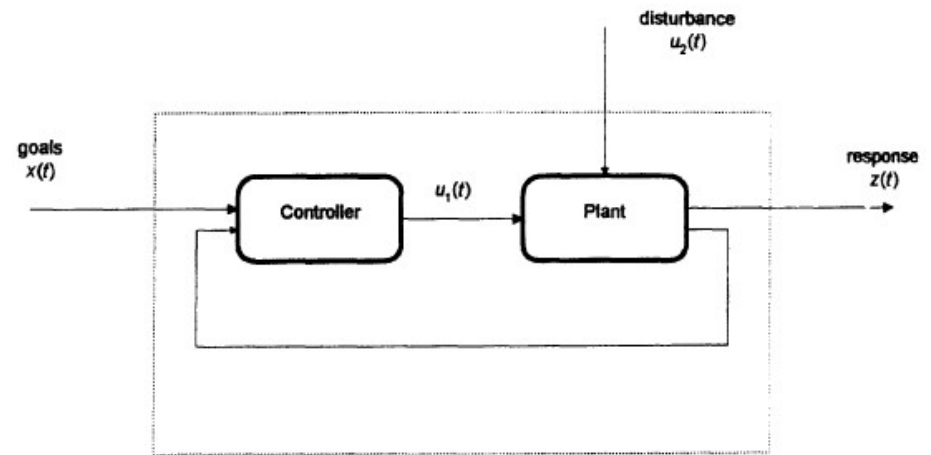 disturbance
u₂(t)
goals
x(t)
response
z(t)
Controller
u₁(t)
Plant